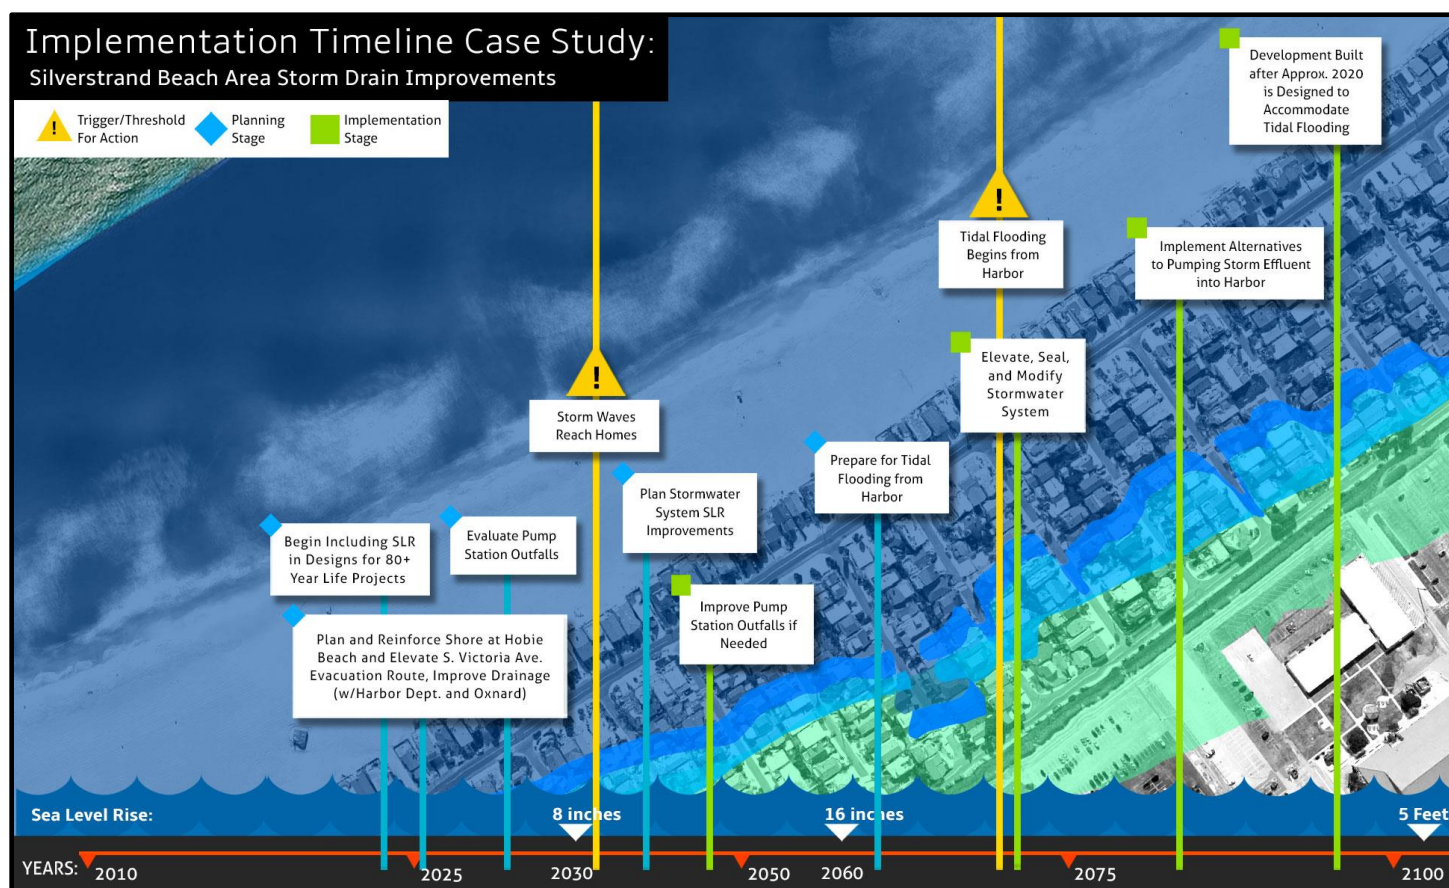 Implementation Timeline Case Study:
Silverstrand Beach Area Storm Drain Improvements
! Trigger/Threshold
For Action
Planning
Stage
Implementation
Stage
Development Built
after Approx. 2020
is Designed to
Accommodate
Tidal Flooding
!
Tidal Flooding
Begins from
Harbor
Implement Alternatives
to Pumping Storm Effluent
into Harbor
!
Storm Waves
Reach Homes
Elevate, Seal,
and Modify
Stormwater
System
Prepare for Tidal
Flooding from
Harbor
Plan Stormwater
System SLR
Improvements
Begin Including SLR
in Designs for 80+
Year Life Projects
Evaluate Pump
Station Outfalls
Improve Pump
Station Outfalls if
Needed
Plan and Reinforce Shore at Hobie
Beach and Elevate S. Victoria Ave.
Evacuation Route, Improve Drainage
(w/Harbor Dept. and Oxnard)
Sea Level Rise: 8 inches 16 inches 5 Feet
YEARS: 2010 2025 2030 2050 2060 2075 2100